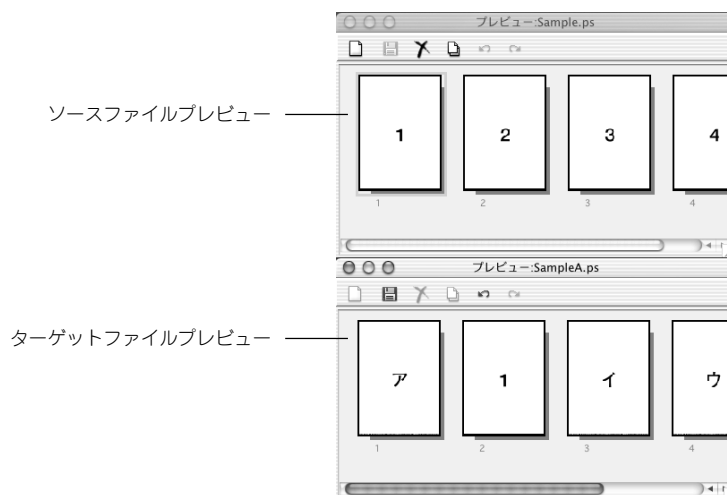 プレビュー:Sample.ps
ソースファイルプレビュー
1 2 3 4
1 2 3 4
プレビュー:SampleA.ps
ターゲットファイルプレビュー
ア 1 イ ウ
1 2 3 4